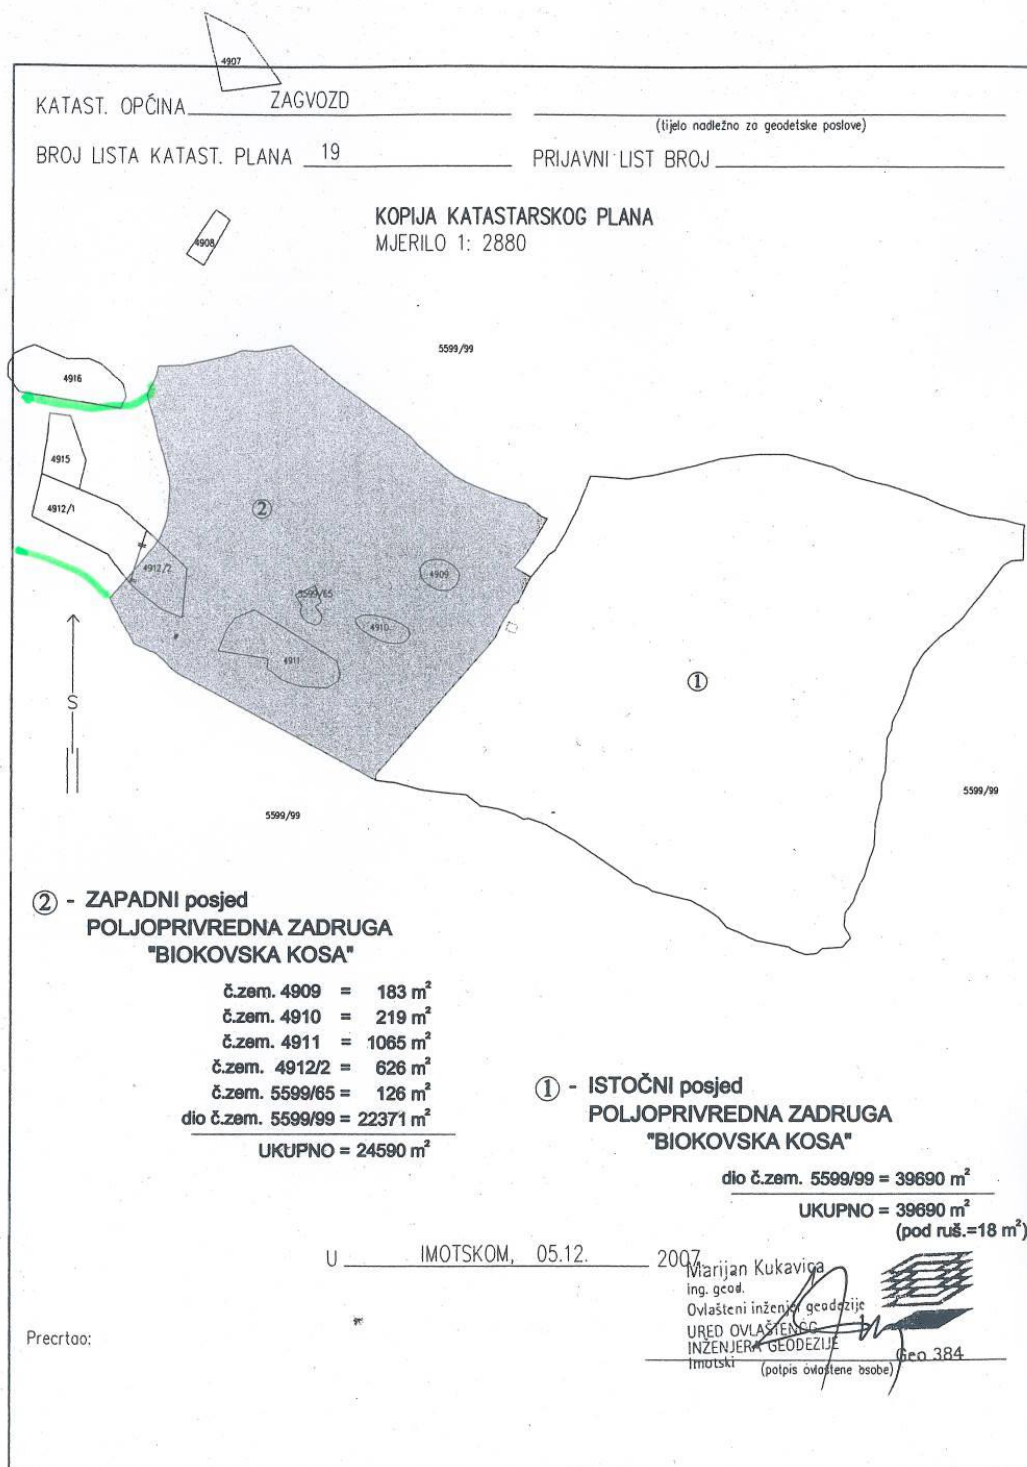 4907
KATAST. OPĆINA ZAGVOZD
(tijelo nadležno za geodetske poslove)
BROJ LISTA KATAST. PLANA 19
PRIJAVNI LIST BROJ
KOPIJA KATASTARSKOG PLANA
MJERILO 1: 2880
4908
5599/99
4916
4915
4912/1
②
4912/2
4909
5599/65
4910
4911
①
S
5599/99
5599/99
② - ZAPADNI posjed
POLJOPRIVREDNA ZADRUGA
"BIOKOVSKA KOSA"
č.zem. 4909 = 183 m²
č.zem. 4910 = 219 m²
č.zem. 4911 = 1065 m²
č.zem. 4912/2 = 626 m²
č.zem. 5599/65 = 126 m²
dio č.zem. 5599/99 = 22371 m²
UKUPNO = 24590 m²
① - ISTOČNI posjed
POLJOPRIVREDNA ZADRUGA
"BIOKOVSKA KOSA"
dio č.zem. 5599/99 = 39690 m²
UKUPNO = 39690 m²
(pod ruš.=18 m²)
U IMOTSKOM, 05.12. 2007.
Marijan Kukavica
ing. geod.
Ovlašteni inženjer geodezije
URED OVLAŠTENOG
INŽENJERA GEODEZIJE
Imotski
Geo 384
(potpis ovlaštene osobe)
Precrtao: